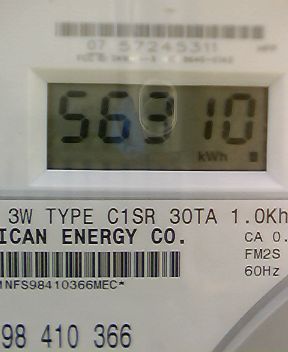 07 57245311
56310
kWh
3W TYPE C1SR 30TA 1.0Kh
ICAN ENERGY CO.
CA 0.
FM2S
60Hz
NFS98410366MEC*
98 410 366